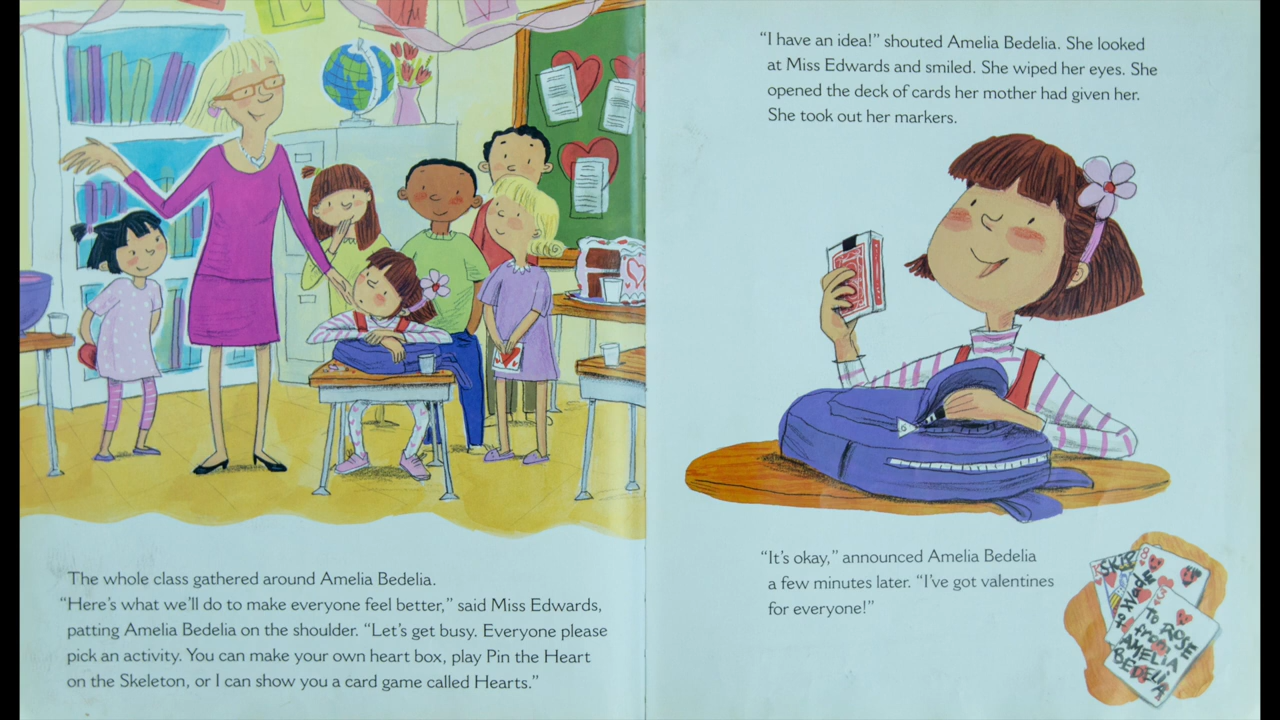 The whole class gathered around Amelia Bedelia.
“Here’s what we’ll do to make everyone feel better,” said Miss Edwards,
patting Amelia Bedelia on the shoulder. “Let’s get busy. Everyone please
pick an activity. You can make your own heart box, play Pin the Heart
on the Skeleton, or I can show you a card game called Hearts.”
“I have an idea!” shouted Amelia Bedelia. She looked
at Miss Edwards and smiled. She wiped her eyes. She
opened the deck of cards her mother had given her.
She took out her markers.
“It’s okay,” announced Amelia Bedelia
a few minutes later. “I’ve got valentines
for everyone!”
SKIP
to Wade
TO ROSE
from
AMELIA
BEDELIA